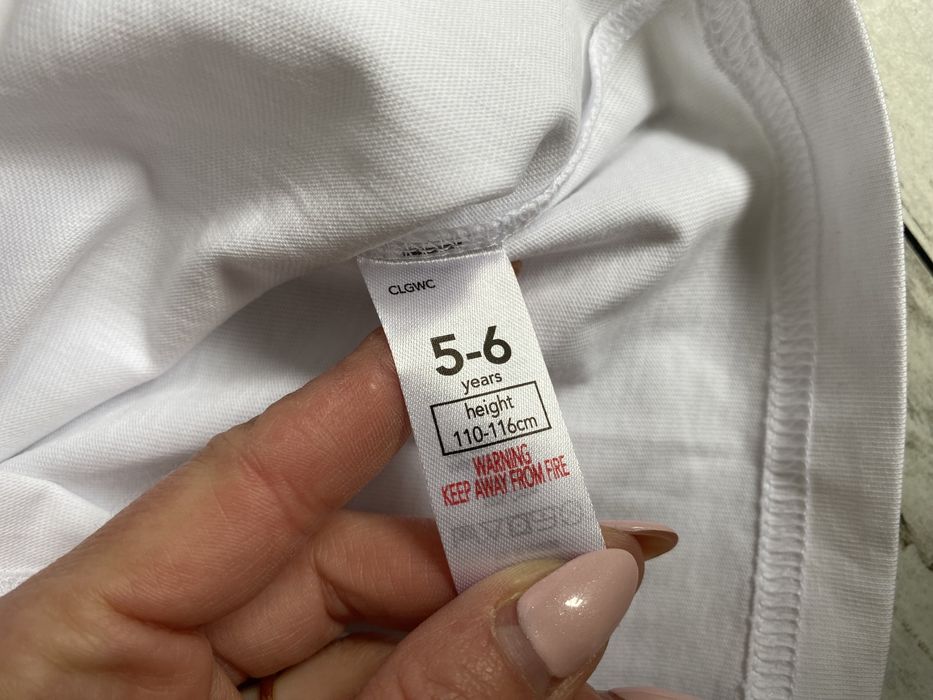 CLGWC
5-6
years
height
110-116cm
WARNING
KEEP AWAY FROM FIRE